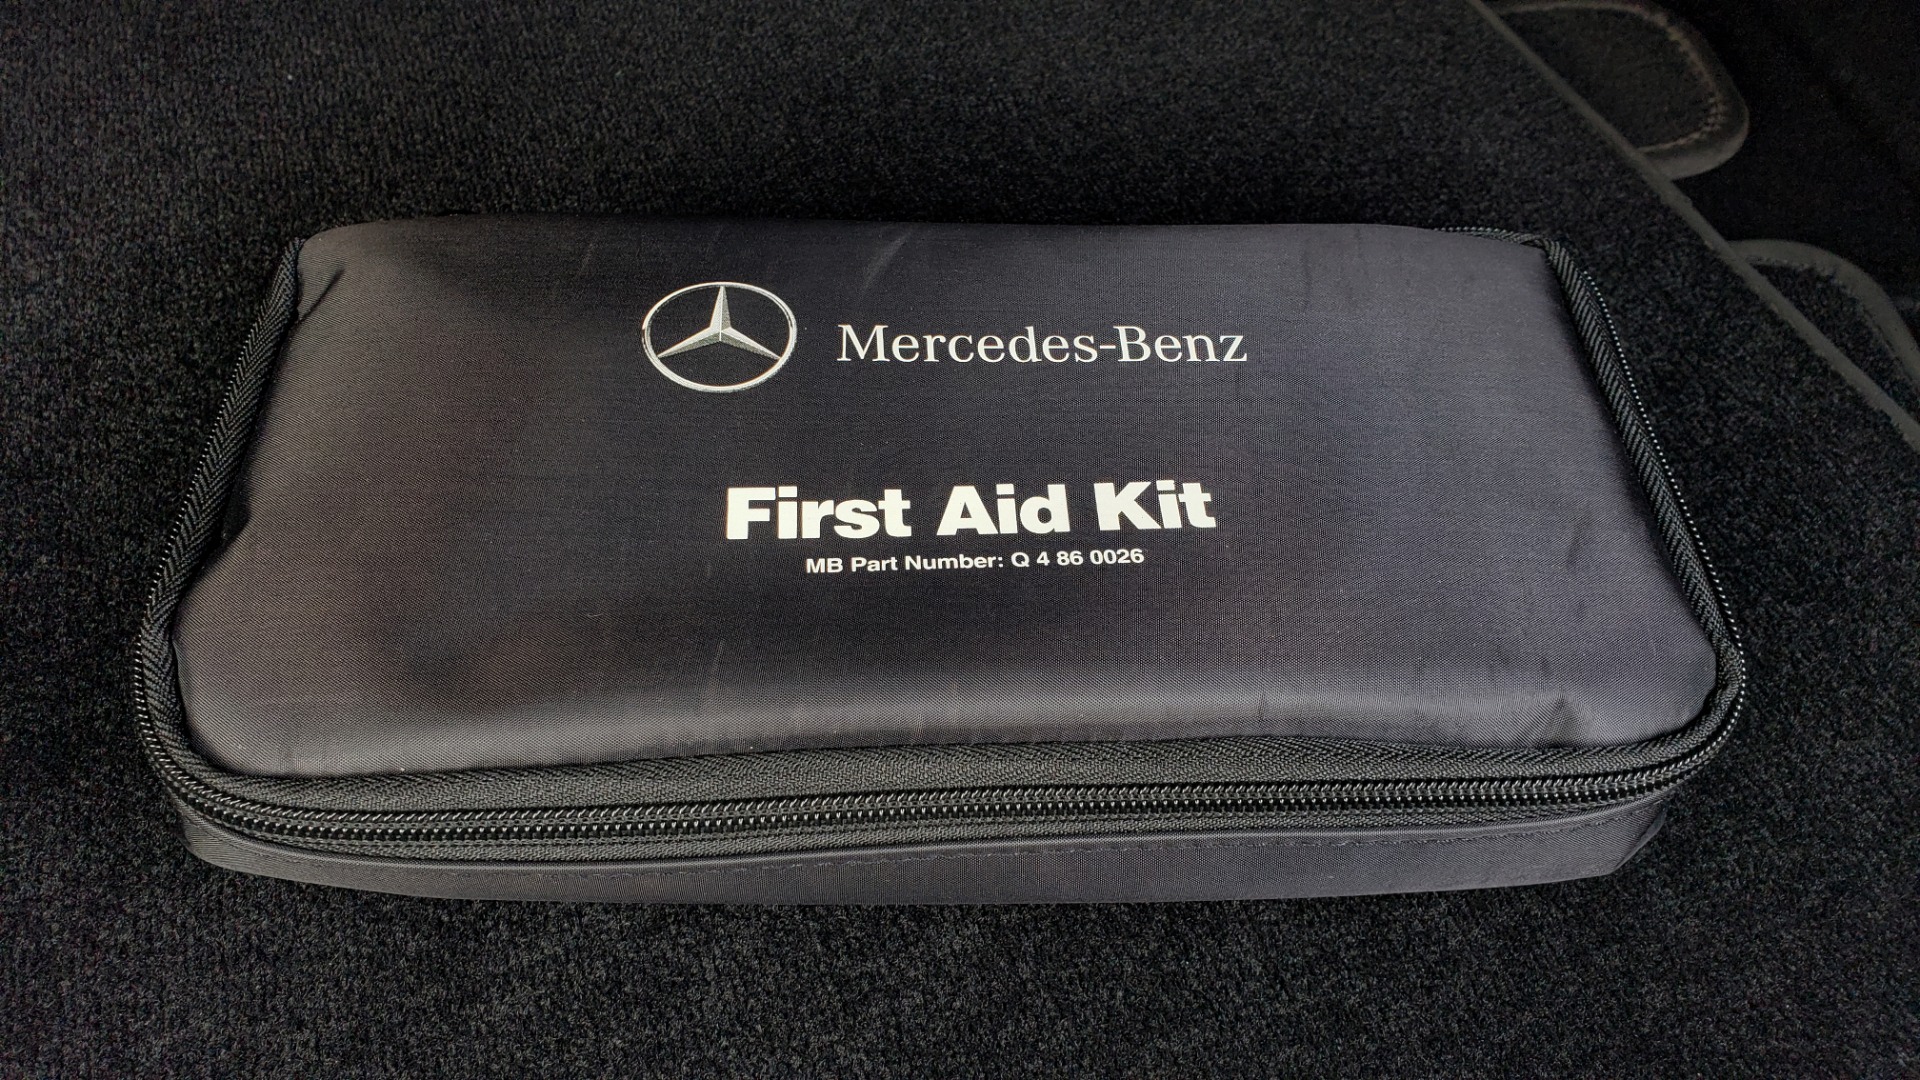 Mercedes-Benz
First Aid Kit
MB Part Number: Q 4 86 0026